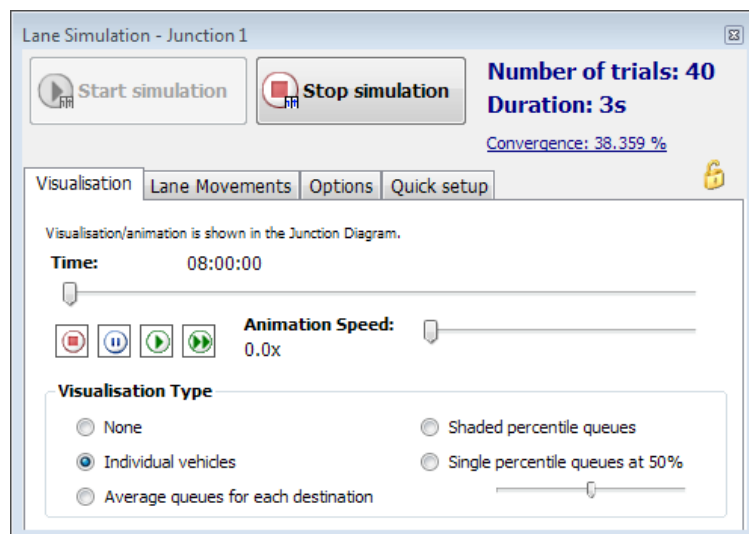 Lane Simulation - Junction 1
Start simulation
Stop simulation
Number of trials: 40
Duration: 3s
Convergence: 38.359 %
Visualisation
Lane Movements
Options
Quick setup
Visualisation/animation is shown in the Junction Diagram.
Time: 08:00:00
Animation Speed:
0.0x
Visualisation Type
None
Shaded percentile queues
Individual vehicles
Single percentile queues at 50%
Average queues for each destination